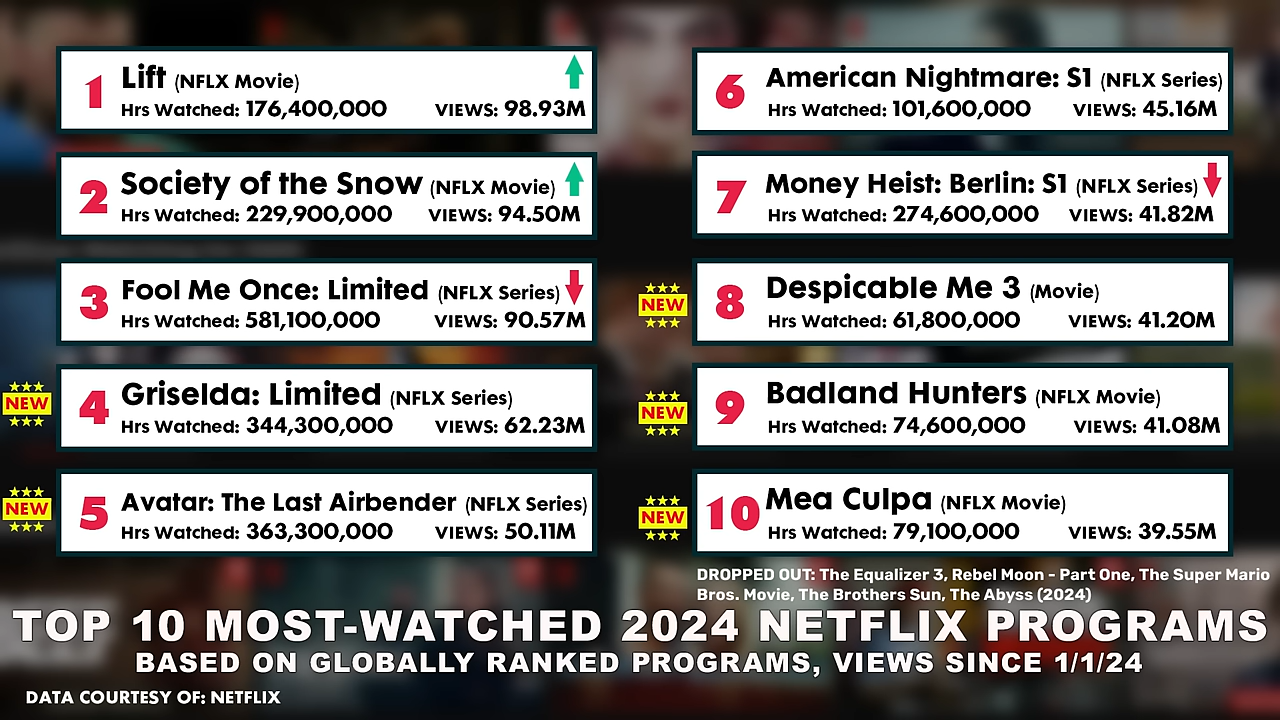 1
Lift (NFLX Movie)
Hrs Watched: 176,400,000 VIEWS: 98.93M
2
Society of the Snow (NFLX Movie)
Hrs Watched: 229,900,000 VIEWS: 94.50M
3
Fool Me Once: Limited (NFLX Series)
Hrs Watched: 581,100,000 VIEWS: 90.57M
NEW
4
Griselda: Limited (NFLX Series)
Hrs Watched: 344,300,000 VIEWS: 62.23M
NEW
5
Avatar: The Last Airbender (NFLX Series)
Hrs Watched: 363,300,000 VIEWS: 50.11M
6
American Nightmare: S1 (NFLX Series)
Hrs Watched: 101,600,000 VIEWS: 45.16M
7
Money Heist: Berlin: S1 (NFLX Series)
Hrs Watched: 274,600,000 VIEWS: 41.82M
NEW
8
Despicable Me 3 (Movie)
Hrs Watched: 61,800,000 VIEWS: 41.20M
NEW
9
Badland Hunters (NFLX Movie)
Hrs Watched: 74,600,000 VIEWS: 41.08M
NEW
10
Mea Culpa (NFLX Movie)
Hrs Watched: 79,100,000 VIEWS: 39.55M
DROPPED OUT: The Equalizer 3, Rebel Moon - Part One, The Super Mario
Bros. Movie, The Brothers Sun, The Abyss (2024)
TOP 10 MOST-WATCHED 2024 NETFLIX PROGRAMS
BASED ON GLOBALLY RANKED PROGRAMS, VIEWS SINCE 1/1/24
DATA COURTESY OF: NETFLIX